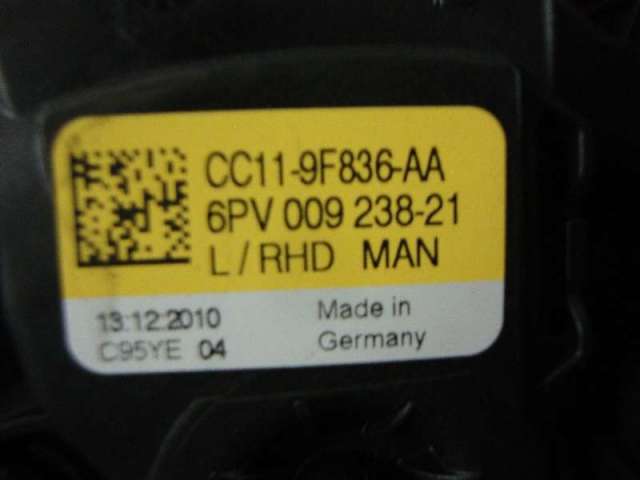 CC11-9F836-AA
6PV 009 238-21
L / RHD MAN
13.12.2010
Made in
C95YE 04
Germany